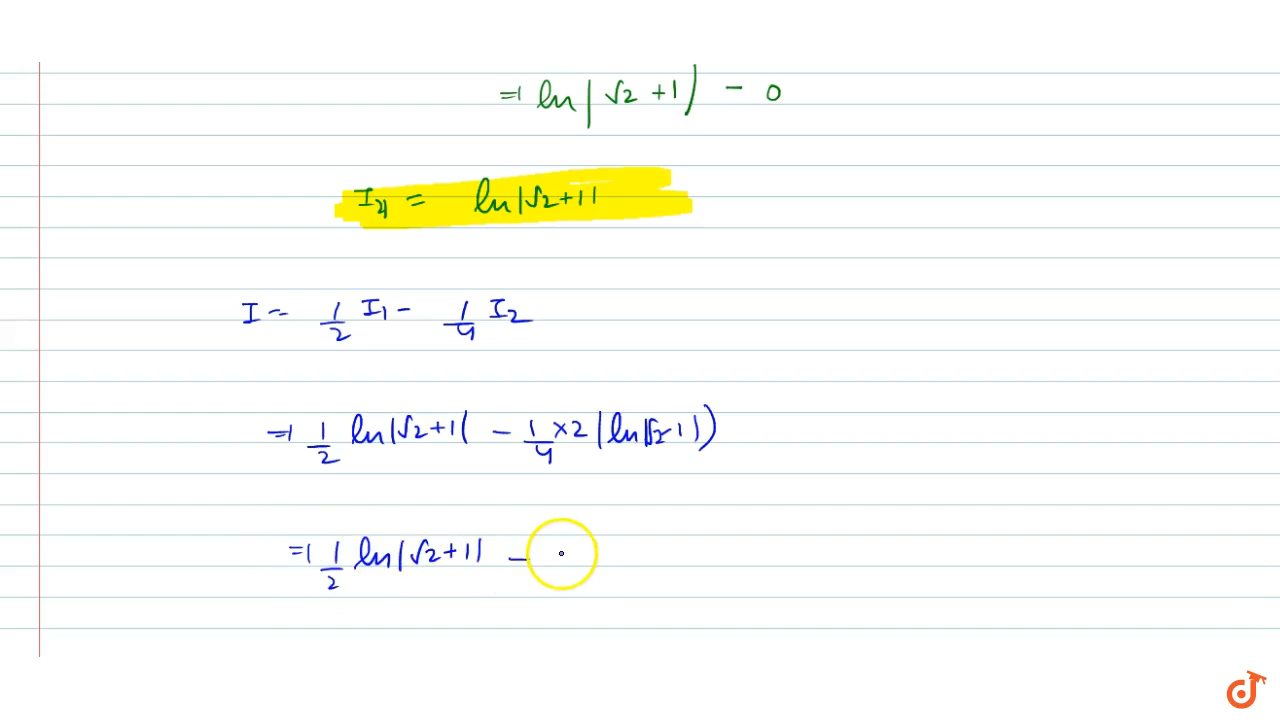 ⇒ ln|√2 + 1| - 0
I4 = ln|√2+1|
I = 1/2 I1 - 1/4 I2
⇒ 1/2 ln|√2+1| - 1/4 × 2 (ln|√2-1|)
⇒ 1/2 ln|√2+1| -